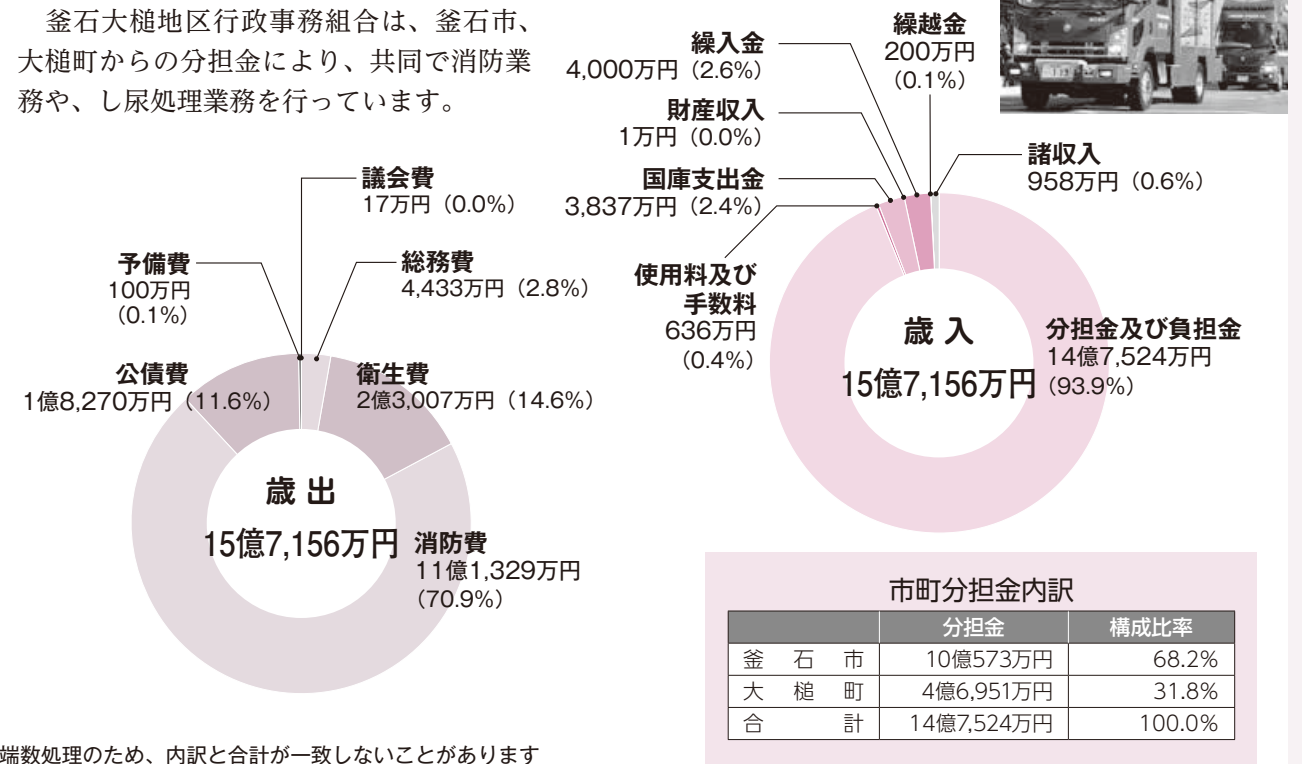 釜石大槌地区行政事務組合は、釜石市、
大槌町からの分担金により、共同で消防業
務や、し尿処理業務を行っています。
議会費
17万円（0.0%）
予備費
100万円
（0.1%）
総務費
4,433万円（2.8%）
公債費
1億8,270万円（11.6%）
衛生費
2億3,007万円（14.6%）
歳出
15億7,156万円
消防費
11億1,329万円
（70.9%）
繰越金
200万円
（0.1%）
繰入金
4,000万円（2.6%）
財産収入
1万円（0.0%）
国庫支出金
3,837万円（2.4%）
使用料及び
手数料
636万円
（0.4%）
諸収入
958万円（0.6%）
歳入
15億7,156万円
分担金及び負担金
14億7,524万円
（93.9%）
市町分担金内訳
分担金 構成比率
釜石市 10億573万円 68.2%
大槌町 4億6,951万円 31.8%
合計 14億7,524万円 100.0%
端数処理のため、内訳と合計が一致しないことがあります